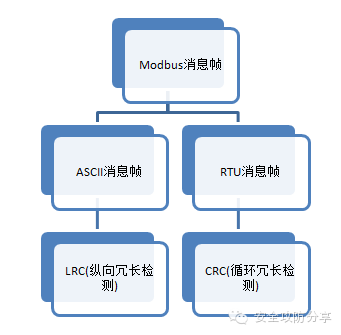 Modbus消息帧
ASCII消息帧
RTU消息帧
LRC(纵向冗长检
测)
CRC(循环冗长检
测)
安全攻防分享